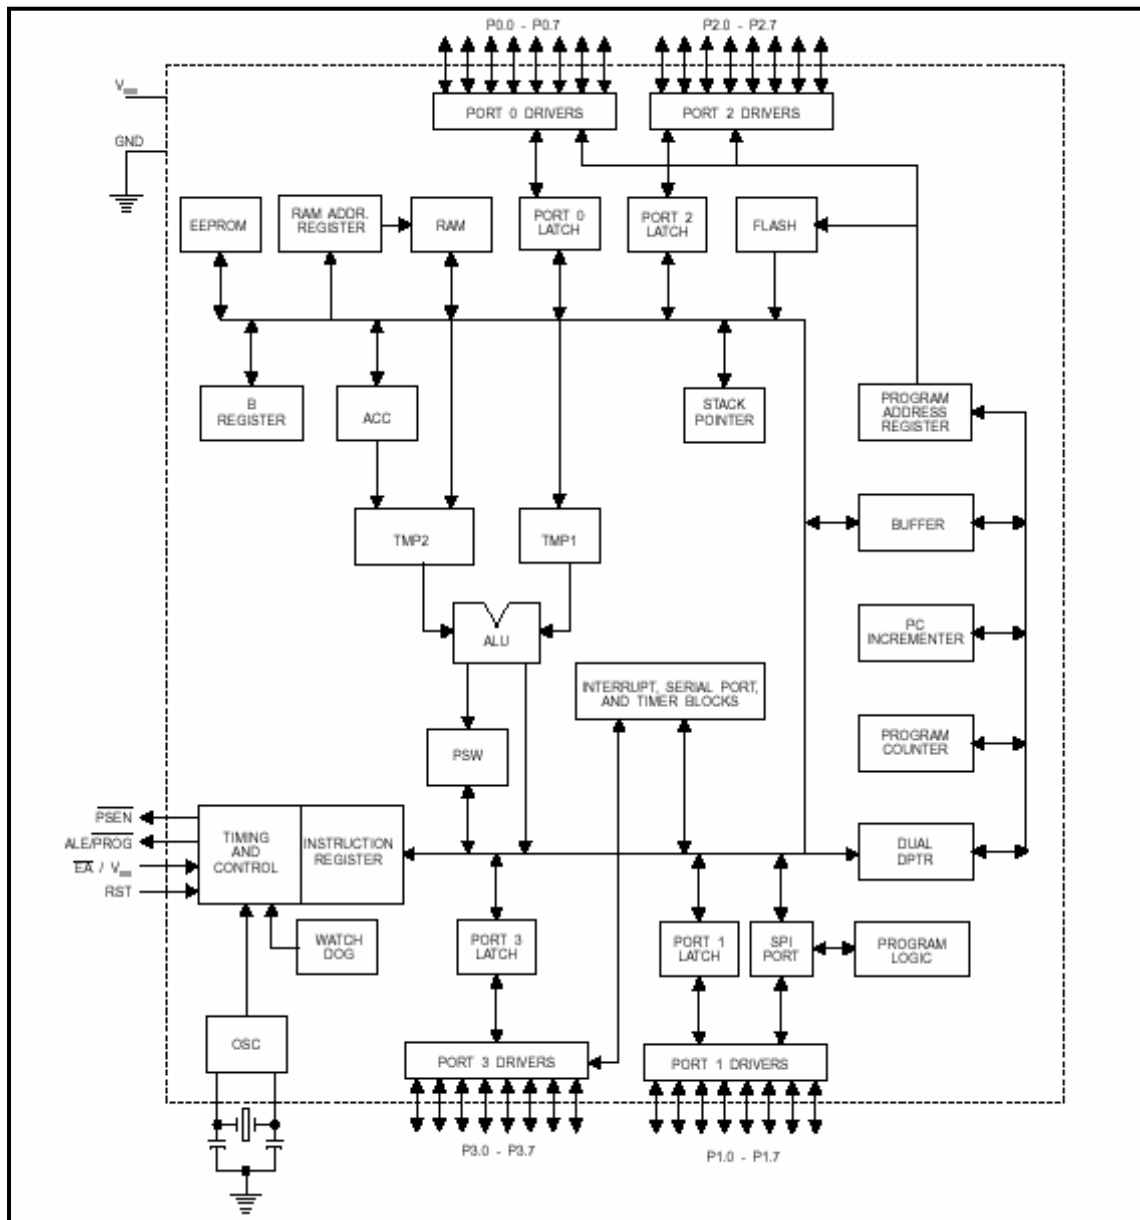 P0.0 - P0.7
P2.0 - P2.7
V
PORT 0 DRIVERS
PORT 2 DRIVERS
GND
EEPROM
RAM ADDR.
REGISTER
RAM
PORT 0
LATCH
PORT 2
LATCH
FLASH
B
REGISTER
ACC
STACK
POINTER
PROGRAM
ADDRESS
REGISTER
BUFFER
TMP2
TMP1
ALU
PC
INCREMENTER
INTERRUPT, SERIAL PORT,
AND TIMER BLOCKS
PROGRAM
COUNTER
PSW
PSEN
ALE/PROG
EA / V
RST
TIMING
AND
CONTROL
INSTRUCTION
REGISTER
DUAL
DPTR
WATCH
DOG
PORT 3
LATCH
PORT 1
LATCH
SPI
PORT
PROGRAM
LOGIC
OSC
PORT 3 DRIVERS
PORT 1 DRIVERS
P3.0 - P3.7
P1.0 - P1.7